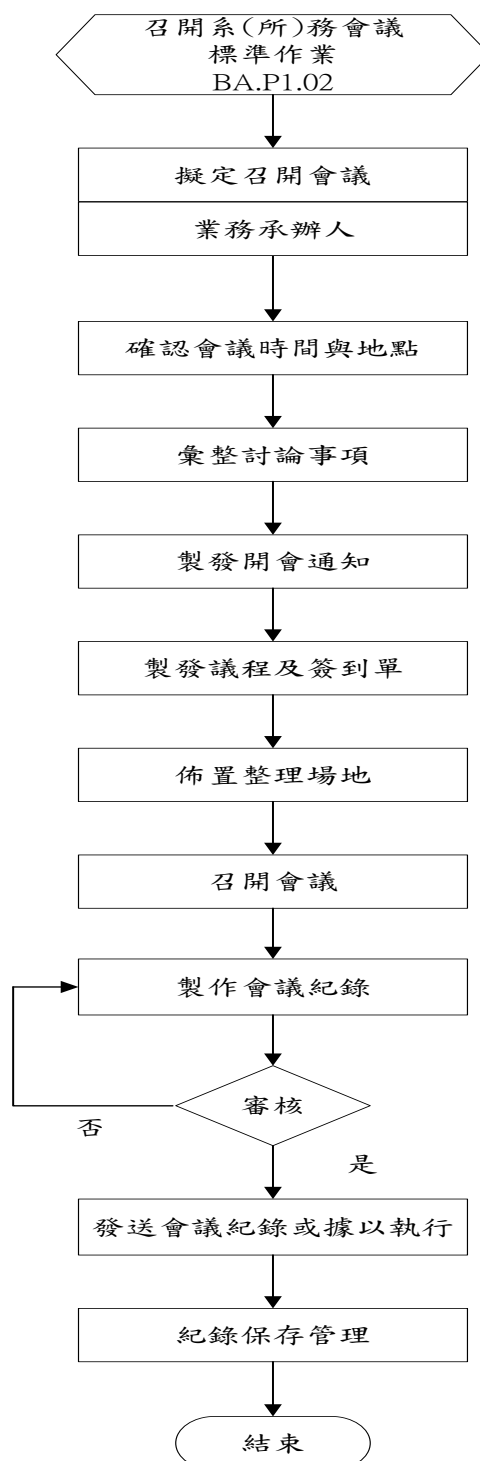 召開系(所)務會議
標準作業
BA.P1.02
擬定召開會議
業務承辦人
確認會議時間與地點
彙整討論事項
製發開會通知
製發議程及簽到單
佈置整理場地
召開會議
製作會議紀錄
審核
否
是
發送會議紀錄或據以執行
紀錄保存管理
結束